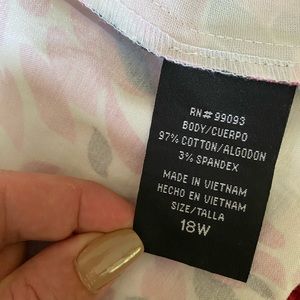 RN# 99093
BODY/CUERPO
97% COTTON/ALGODON
3% SPANDEX
MADE IN VIETNAM
HECHO EN VIETNAM
SIZE/TALLA
18W